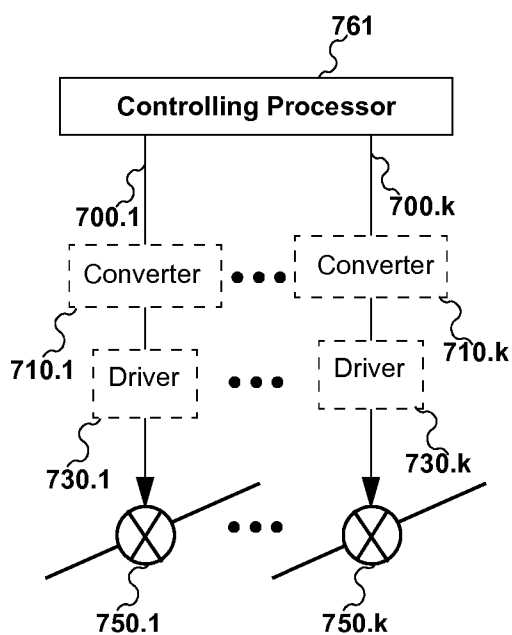 761
Controlling Processor
700.1
700.k
Converter
Converter
710.1
710.k
Driver
Driver
730.1
730.k
750.1
750.k